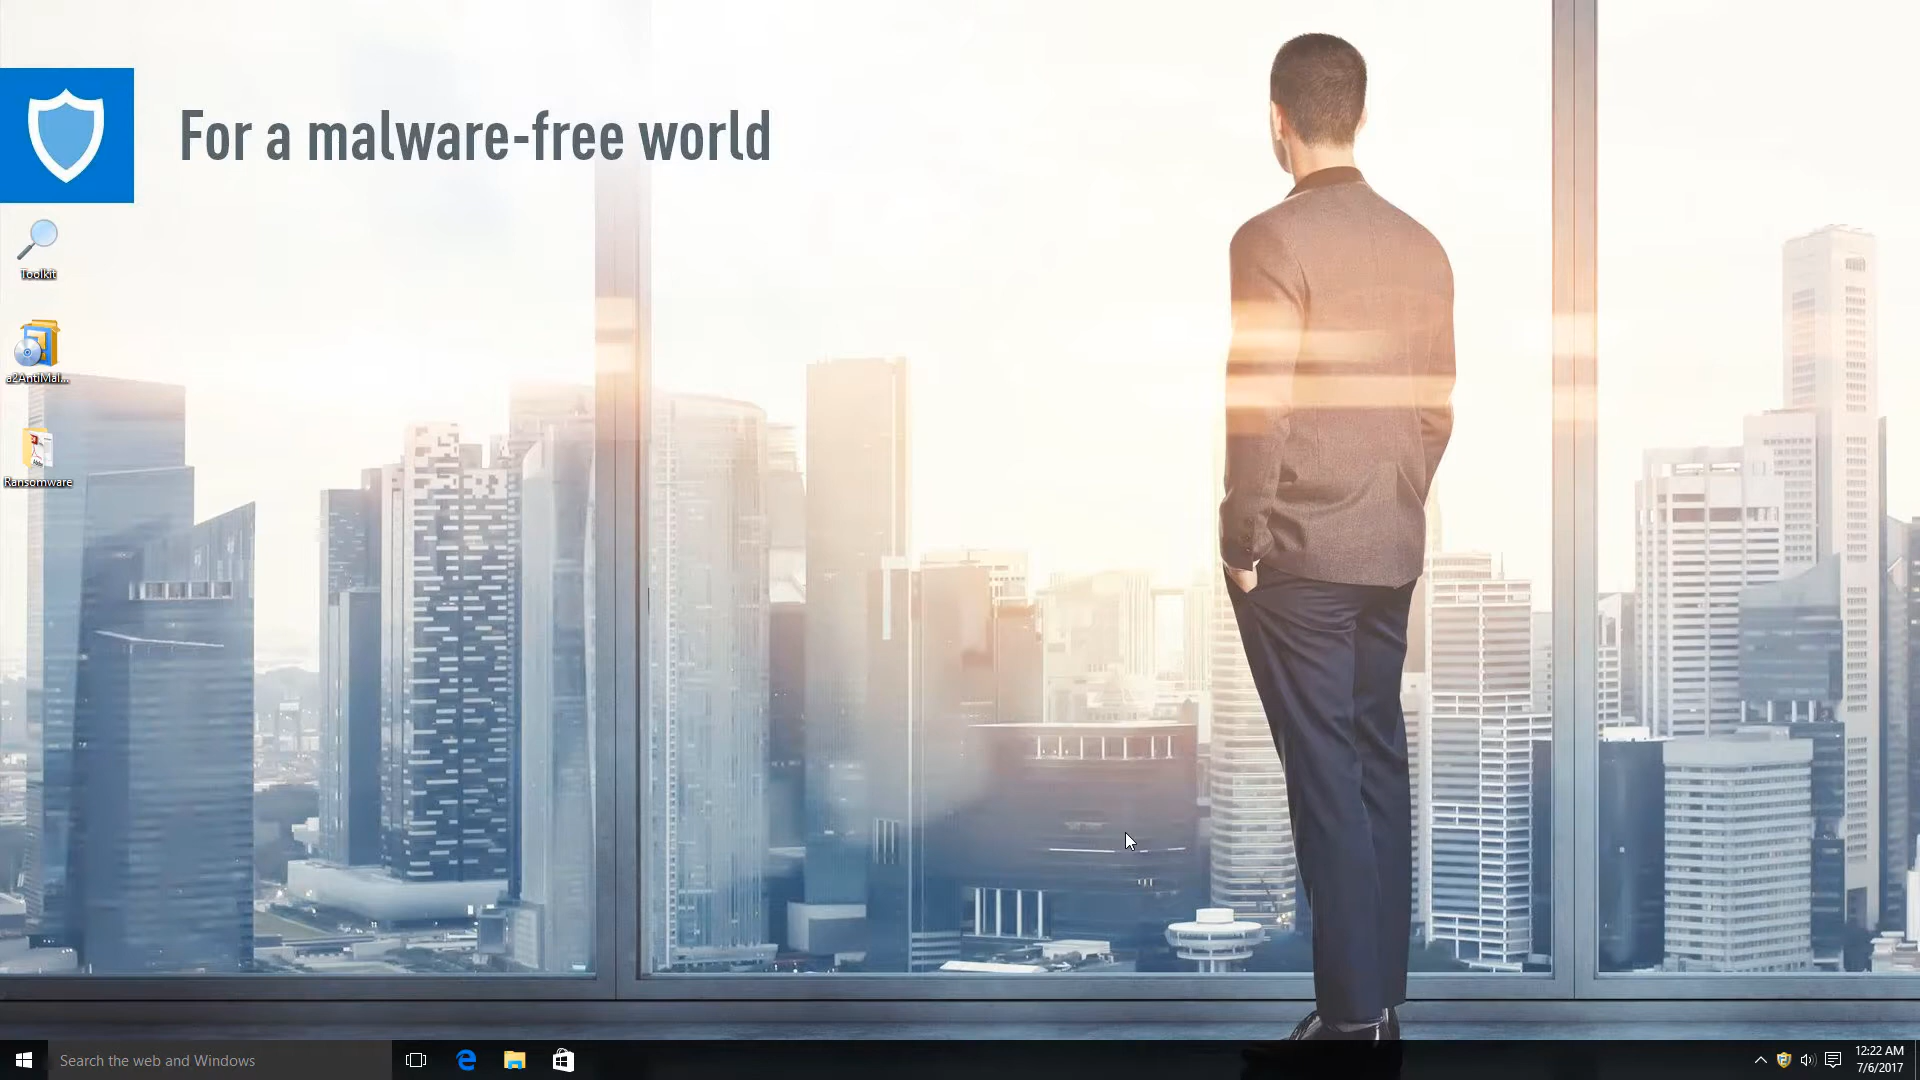 For a malware-free world
Toolkit
a2AntiMal...
Ransomware
Search the web and Windows
12:22 AM
7/6/2017